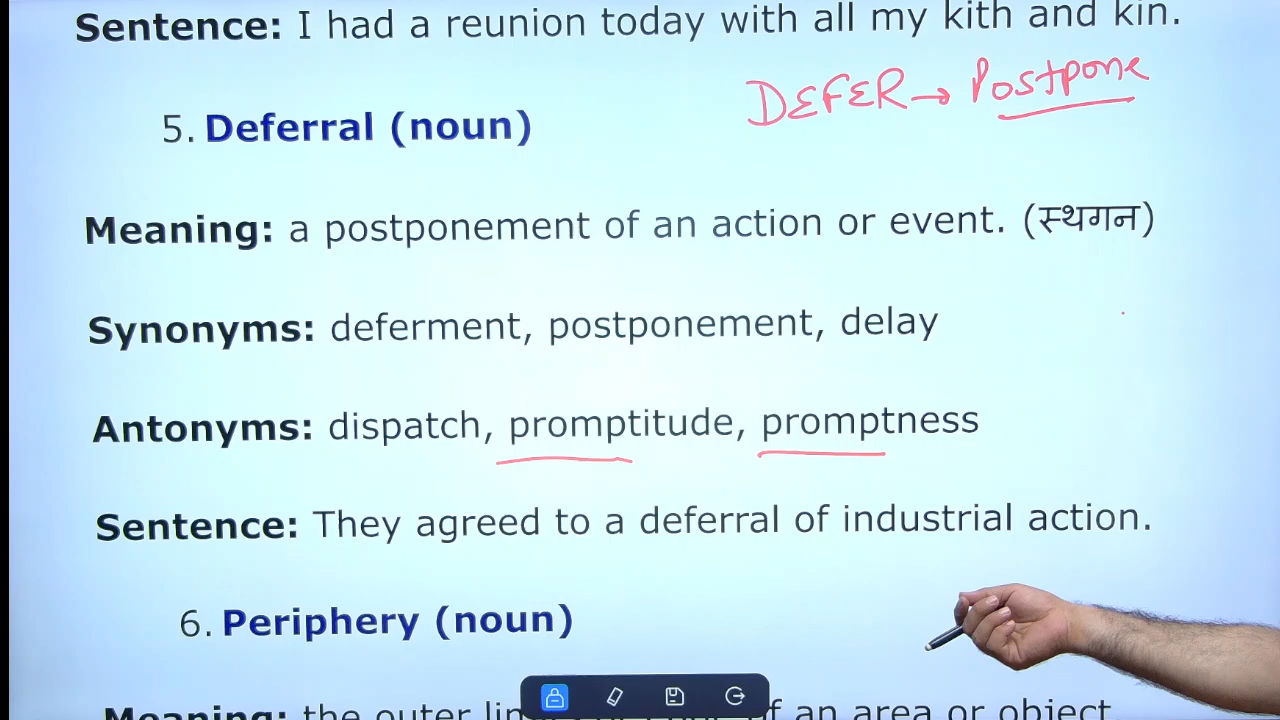 Sentence: I had a reunion today with all my kith and kin.
DEFER → Postpone
5. Deferral (noun)
Meaning: a postponement of an action or event. (स्थगन)
Synonyms: deferment, postponement, delay
Antonyms: dispatch, promptitude, promptness
Sentence: They agreed to a deferral of industrial action.
6. Periphery (noun)
Meaning: the outer of an area or object